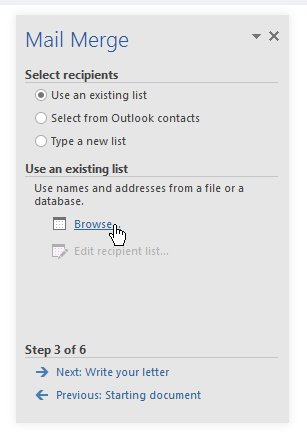 Mail Merge
Select recipients
Use an existing list
Select from Outlook contacts
Type a new list
Use an existing list
Use names and addresses from a file or a
database.
Browse...
Edit recipient list...
Step 3 of 6
Next: Write your letter
Previous: Starting document